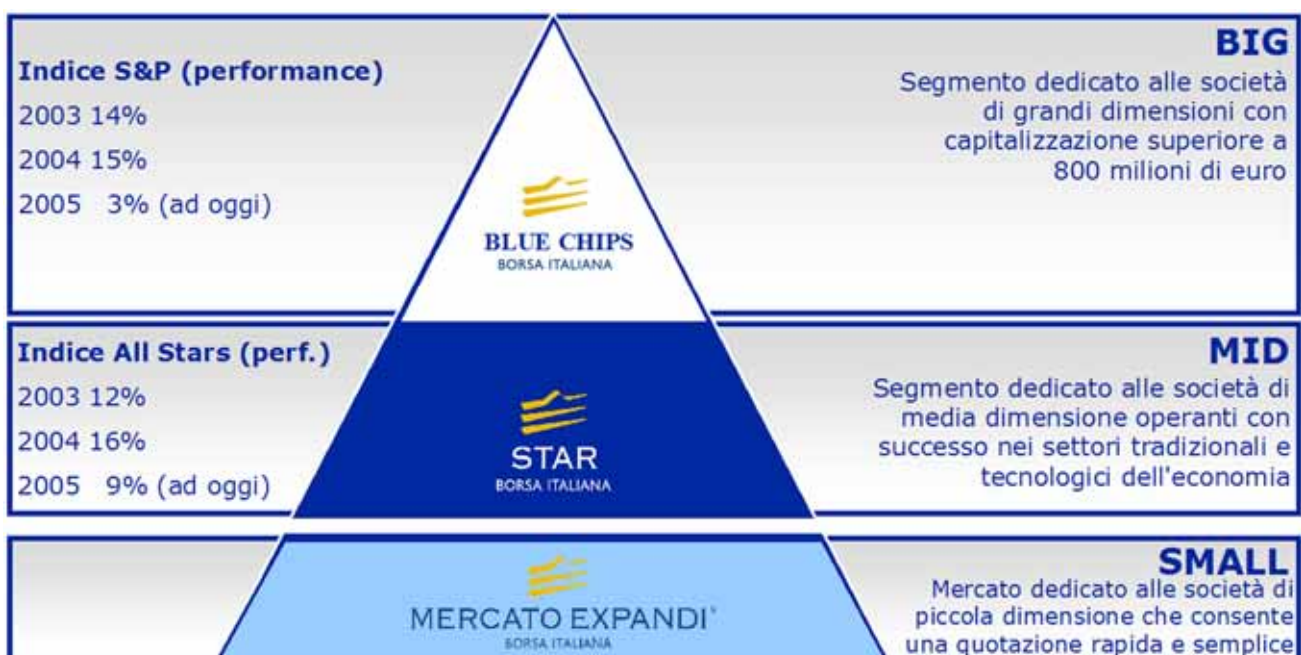 Indice S&P (performance)
2003 14%
2004 15%
2005 3% (ad oggi)
BLUE CHIPS
BORSA ITALIANA
BIG
Segmento dedicato alle società
di grandi dimensioni con
capitalizzazione superiore a
800 milioni di euro
Indice All Stars (perf.)
2003 12%
2004 16%
2005 9% (ad oggi)
STAR
BORSA ITALIANA
MID
Segmento dedicato alle società di
media dimensione operanti con
successo nei settori tradizionali e
tecnologici dell'economia
MERCATO EXPANDI®
BORSA ITALIANA
SMALL
Mercato dedicato alle società di
piccola dimensione che consente
una quotazione rapida e semplice